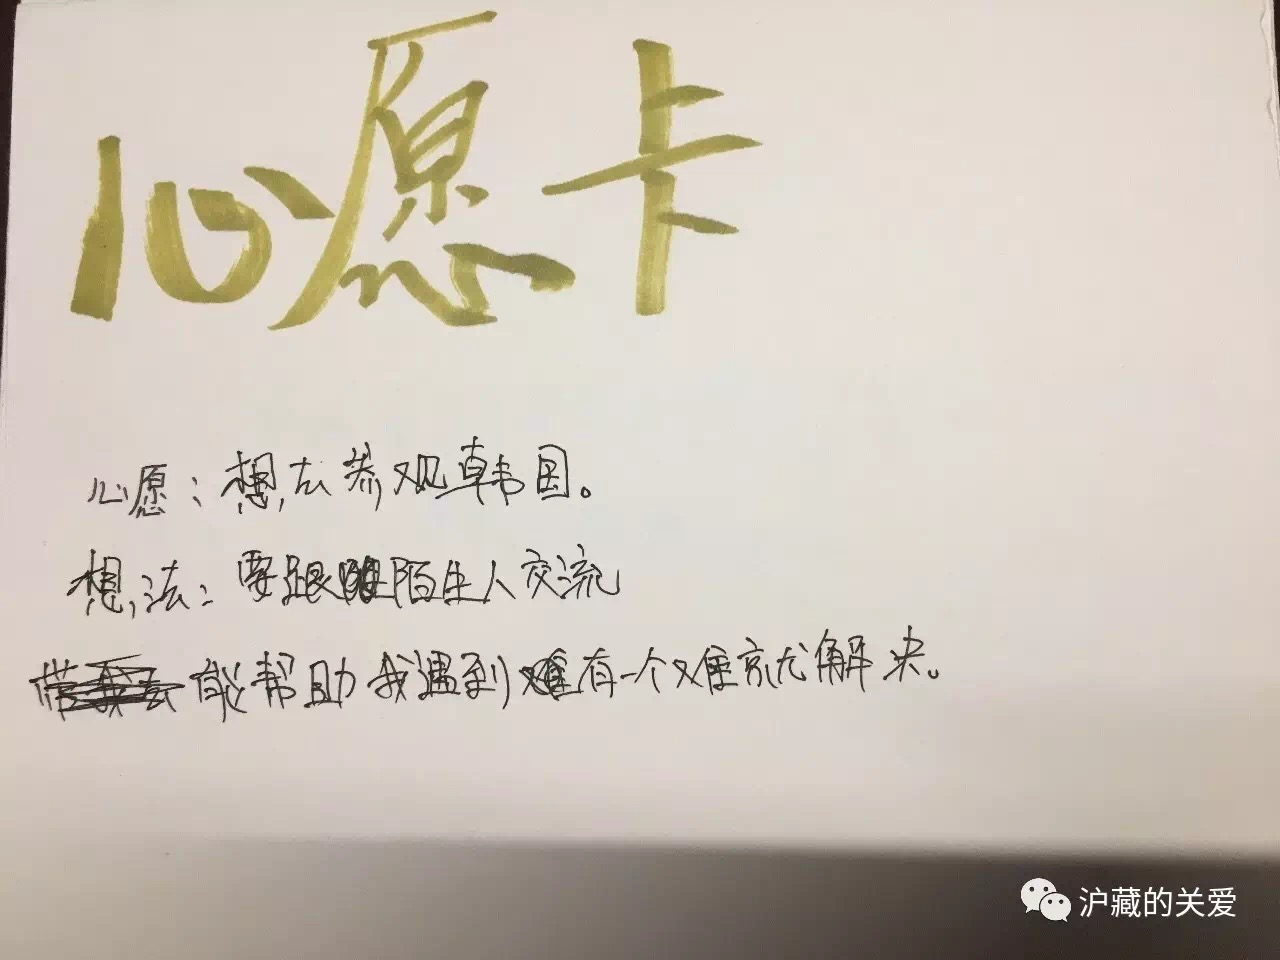 心愿卡
心愿：想去参观韩国。
想法：要跟陌生人交流
能帮助我遇到难有一个难就解决。
沪藏的关爱